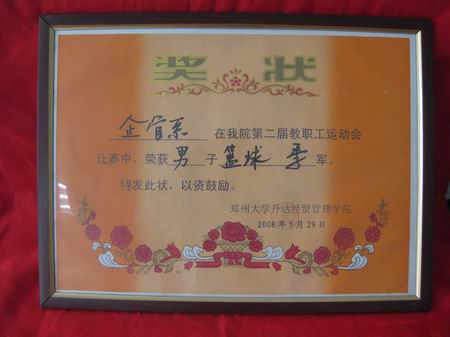 奖状
企管系 在我院第二届教职工运动会
比赛中，荣获 男 子 篮球 季 军。
特发此状，以资鼓励。
郑州大学升达经贸管理学院
2008年5月29日